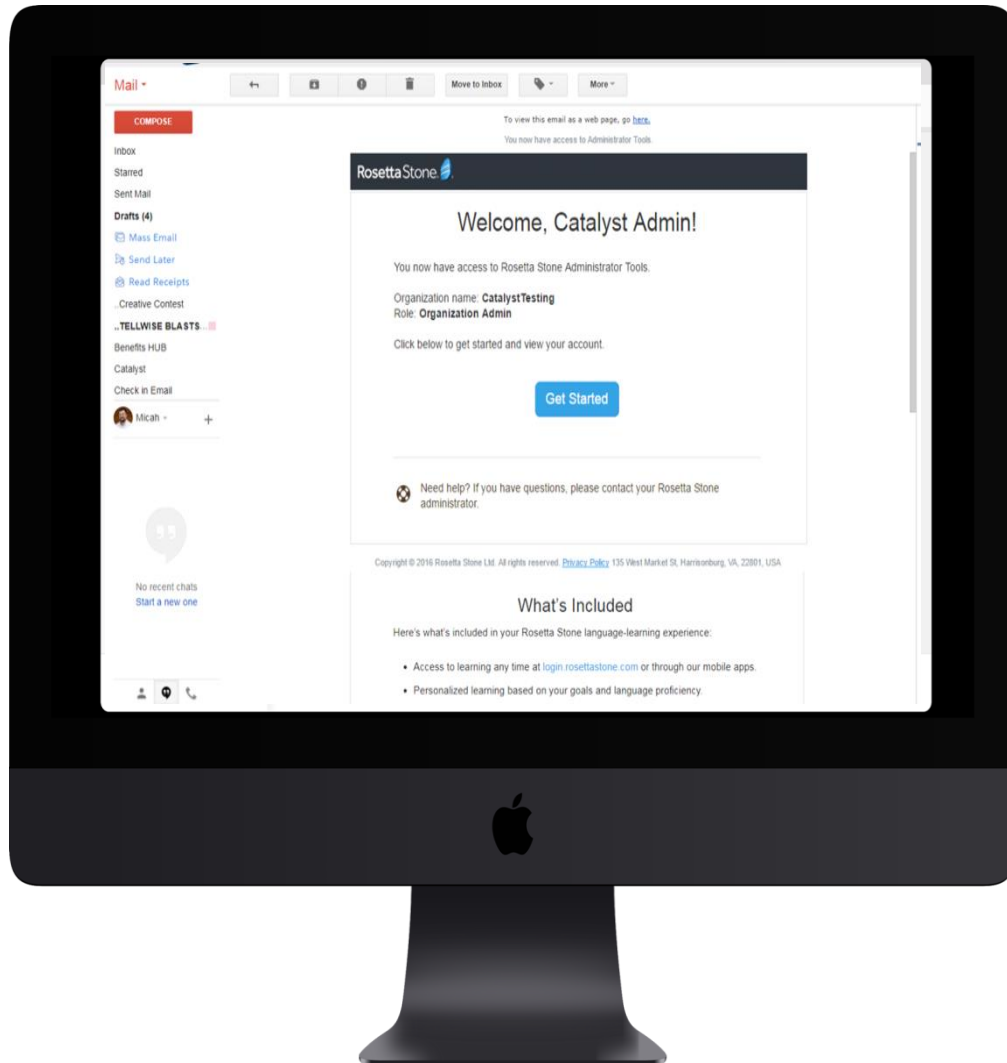 Mail
Move to Inbox
More
COMPOSE
Inbox
Starred
Sent Mail
Drafts (4)
Mass Email
Send Later
Read Receipts
..Creative Contest
..TELLWISE BLASTS...
Benefits HUB
Catalyst
Check in Email
Micah
+
No recent chats
Start a new one
To view this email as a web page, go here.
You now have access to Administrator Tools.
RosettaStone.
Welcome, Catalyst Admin!
You now have access to Rosetta Stone Administrator Tools.
Organization name: CatalystTesting
Role: Organization Admin
Click below to get started and view your account.
Get Started
Need help? If you have questions, please contact your Rosetta Stone
administrator.
Copyright © 2016 Rosetta Stone Ltd. All rights reserved. Privacy Policy 135 West Market St, Harrisonburg, VA, 22801, USA
What's Included
Here's what's included in your Rosetta Stone language-learning experience:
• Access to learning any time at login.rosettastone.com or through our mobile apps.
• Personalized learning based on your goals and language proficiency.